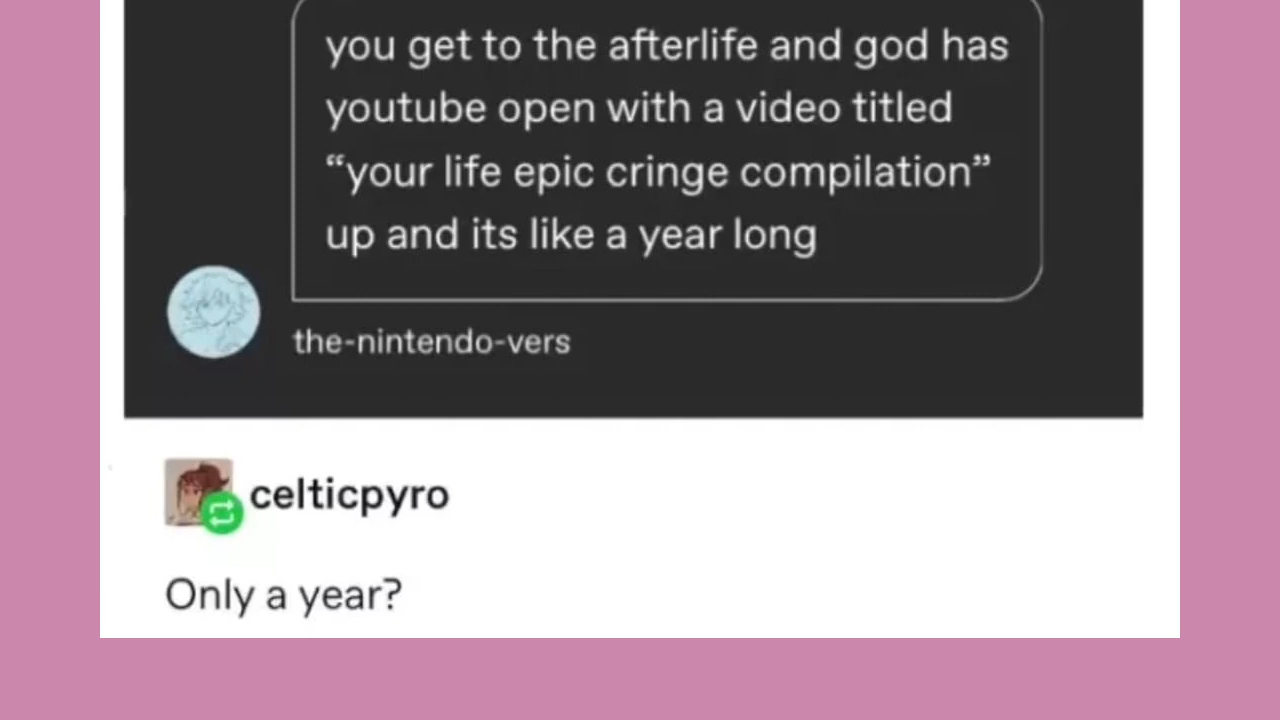 you get to the afterlife and god has
youtube open with a video titled
“your life epic cringe compilation”
up and its like a year long
the-nintendo-vers
celticpyro
Only a year?